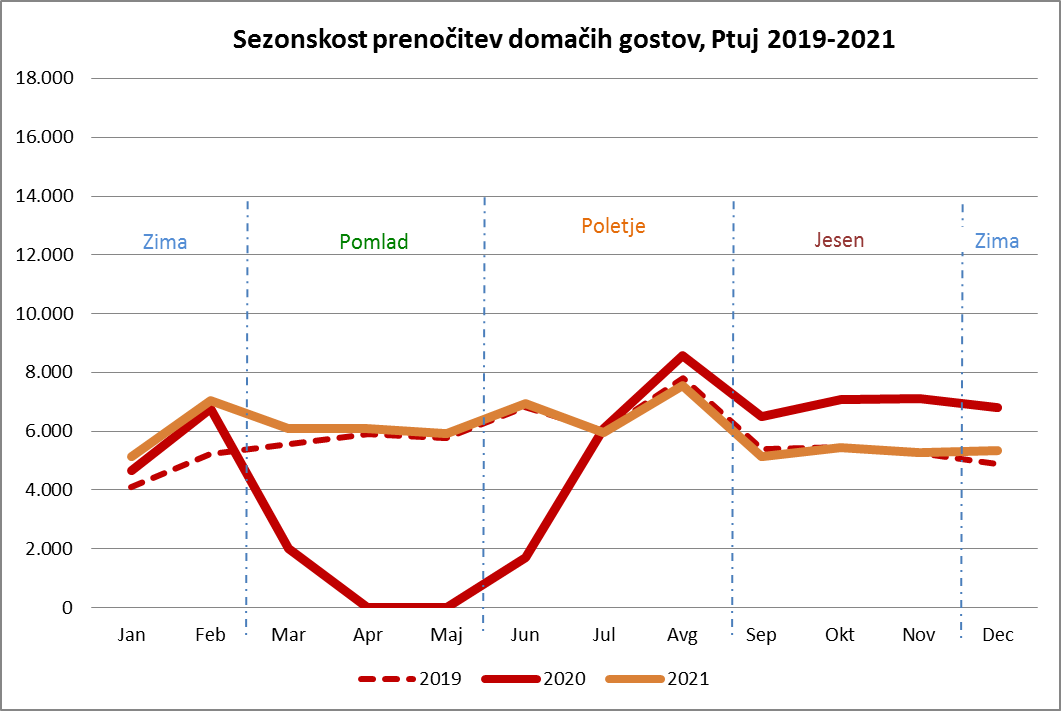 Sezonskost prenočitev domačih gostov, Ptuj 2019-2021
18.000
16.000
14.000
12.000
10.000
8.000
6.000
4.000
2.000
0
Zima
Pomlad
Poletje
Jesen
Zima
Jan Feb Mar Apr Maj Jun Jul Avg Sep Okt Nov Dec
2019 2020 2021